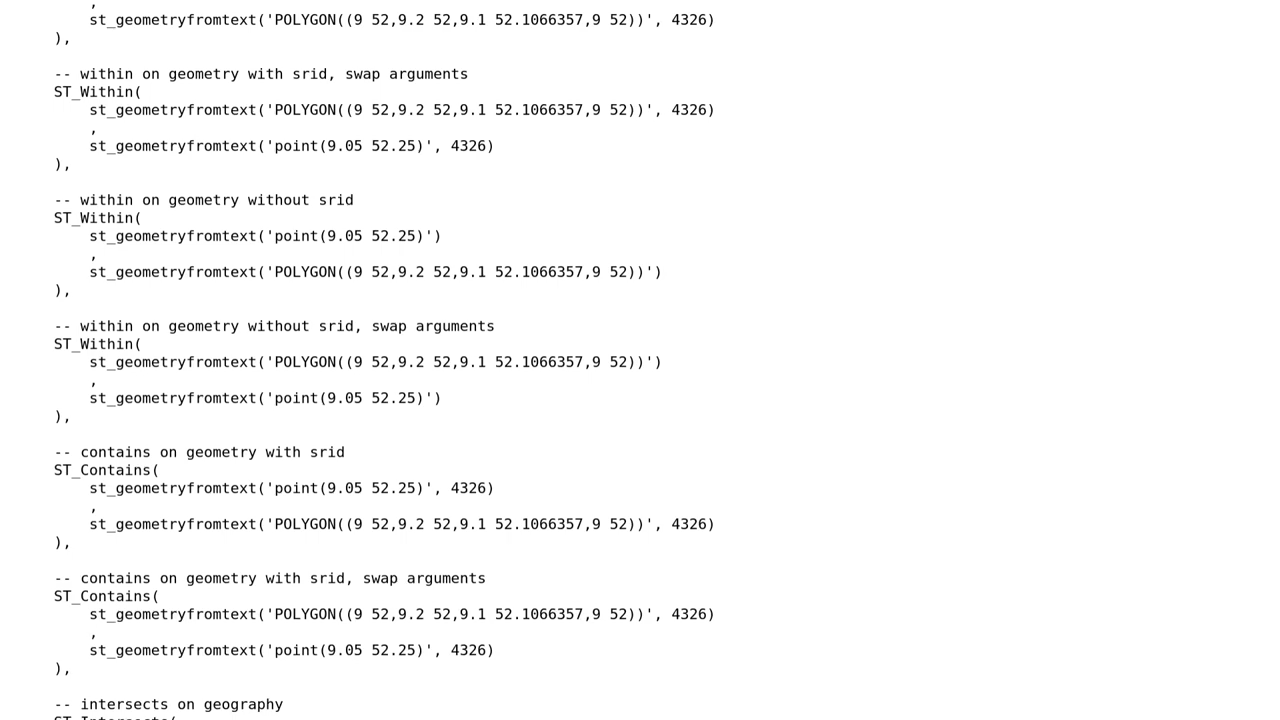 ,
st_geometryfromtext('POLYGON((9 52,9.2 52,9.1 52.1066357,9 52))', 4326)
),
-- within on geometry with srid, swap arguments
ST_Within(
st_geometryfromtext('POLYGON((9 52,9.2 52,9.1 52.1066357,9 52))', 4326)
,
st_geometryfromtext('point(9.05 52.25)', 4326)
),
-- within on geometry without srid
ST_Within(
st_geometryfromtext('point(9.05 52.25)')
,
st_geometryfromtext('POLYGON((9 52,9.2 52,9.1 52.1066357,9 52))')
),
-- within on geometry without srid, swap arguments
ST_Within(
st_geometryfromtext('POLYGON((9 52,9.2 52,9.1 52.1066357,9 52))')
,
st_geometryfromtext('point(9.05 52.25)')
),
-- contains on geometry with srid
ST_Contains(
st_geometryfromtext('point(9.05 52.25)', 4326)
,
st_geometryfromtext('POLYGON((9 52,9.2 52,9.1 52.1066357,9 52))', 4326)
),
-- contains on geometry with srid, swap arguments
ST_Contains(
st_geometryfromtext('POLYGON((9 52,9.2 52,9.1 52.1066357,9 52))', 4326)
,
st_geometryfromtext('point(9.05 52.25)', 4326)
),
-- intersects on geography
ST_Intersects(